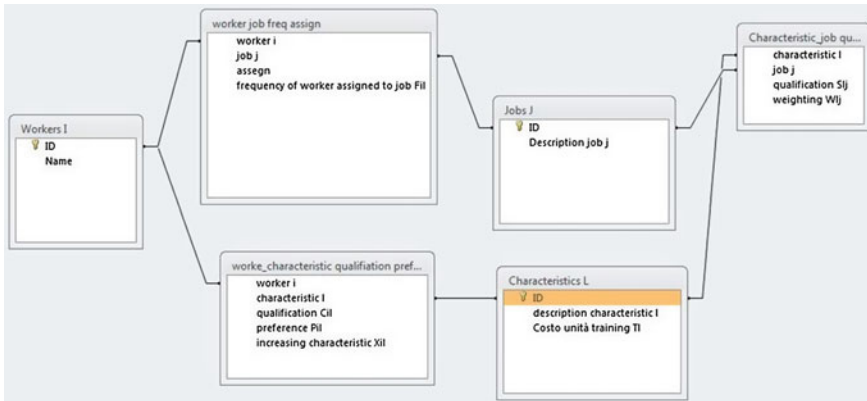 worker job freq assign
worker i
job j
assegn
frequency of worker assigned to job Fil
Workers I
ID
Name
worke_characteristic qualifiation pref...
worker i
characteristic l
qualification Cil
preference Pil
increasing characteristic Xil
Jobs J
ID
Description job j
Characteristics L
ID
description characteristic l
Costo unità training Tl
Characteristic_job qu...
characteristic l
job j
qualification Slj
weighting Wlj